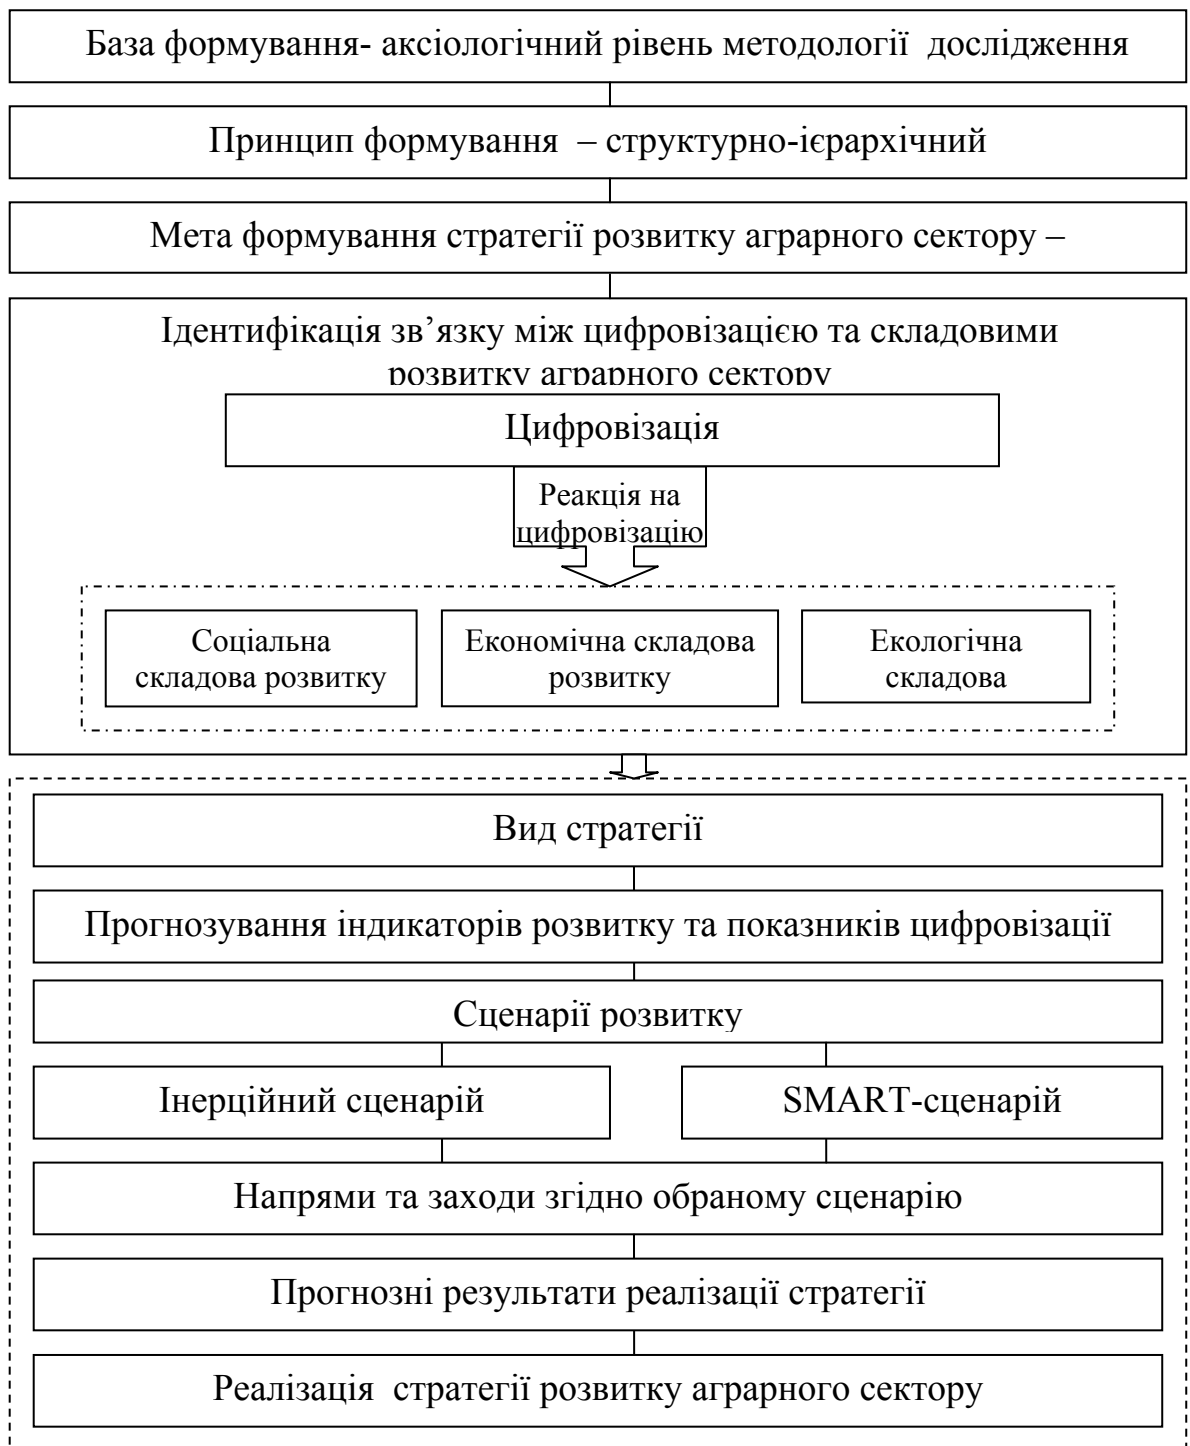 База формування- аксіологічний рівень методології дослідження
Принцип формування – структурно-ієрархічний
Мета формування стратегії розвитку аграрного сектору –
Ідентифікація зв’язку між цифровізацією та складовими
розвитку аграрного сектору
Цифровізація
Реакція на
цифровізацію
Соціальна
складова розвитку
Економічна складова
розвитку
Екологічна
складова
Вид стратегії
Прогнозування індикаторів розвитку та показників цифровізації
Сценарії розвитку
Інерційний сценарій
SMART-сценарій
Напрями та заходи згідно обраному сценарію
Прогнозні результати реалізації стратегії
Реалізація стратегії розвитку аграрного сектору